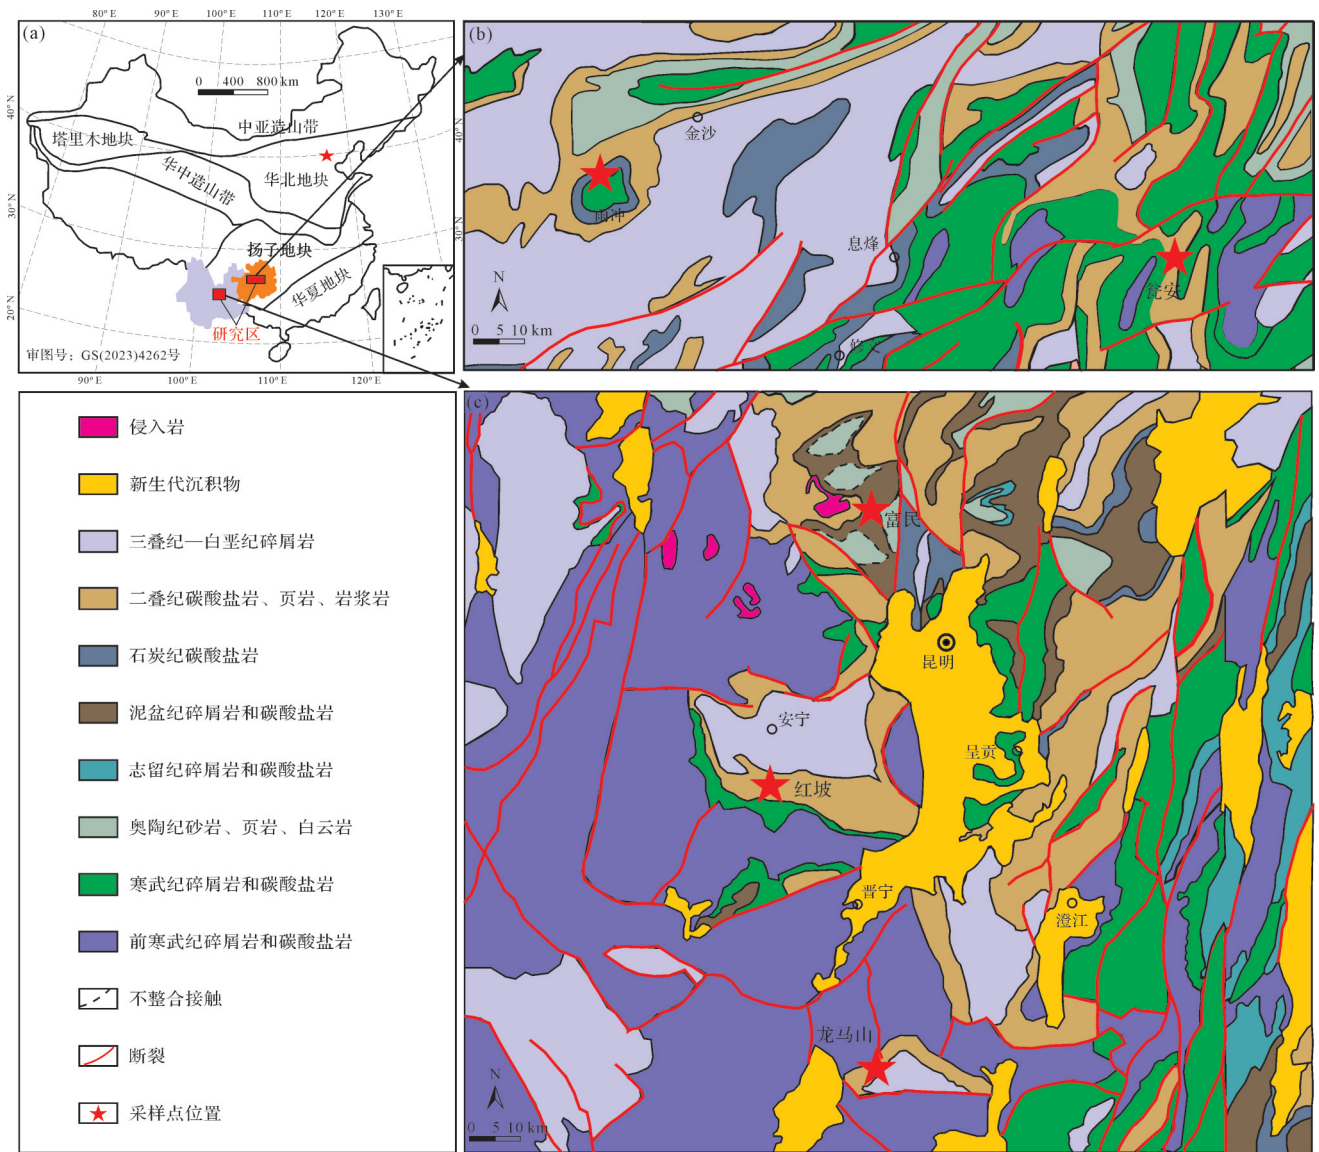 80° E 90° E 100° E 110° E 120° E 130° E
(a)
0 400 800 km
40° N
30° N
20° N
中亚造山带
塔里木地块
华中造山带
华北地块
扬子地块
华夏地块
研究区
审图号：GS(2023)4262号
90° E 100° E 110° E 120° E
40° N
30° N
(b)
金沙
雨冲
息烽
瓮安
修文
N
0 5 10 km
侵入岩
新生代沉积物
三叠纪—白垩纪碎屑岩
二叠纪碳酸盐岩、页岩、岩浆岩
石炭纪碳酸盐岩
泥盆纪碎屑岩和碳酸盐岩
志留纪碎屑岩和碳酸盐岩
奥陶纪砂岩、页岩、白云岩
寒武纪碎屑岩和碳酸盐岩
前寒武纪碎屑岩和碳酸盐岩
不整合接触
断裂
采样点位置
(c)
富民
昆明
安宁
呈贡
红坡
晋宁
澄江
龙马山
N
0 5 10 km